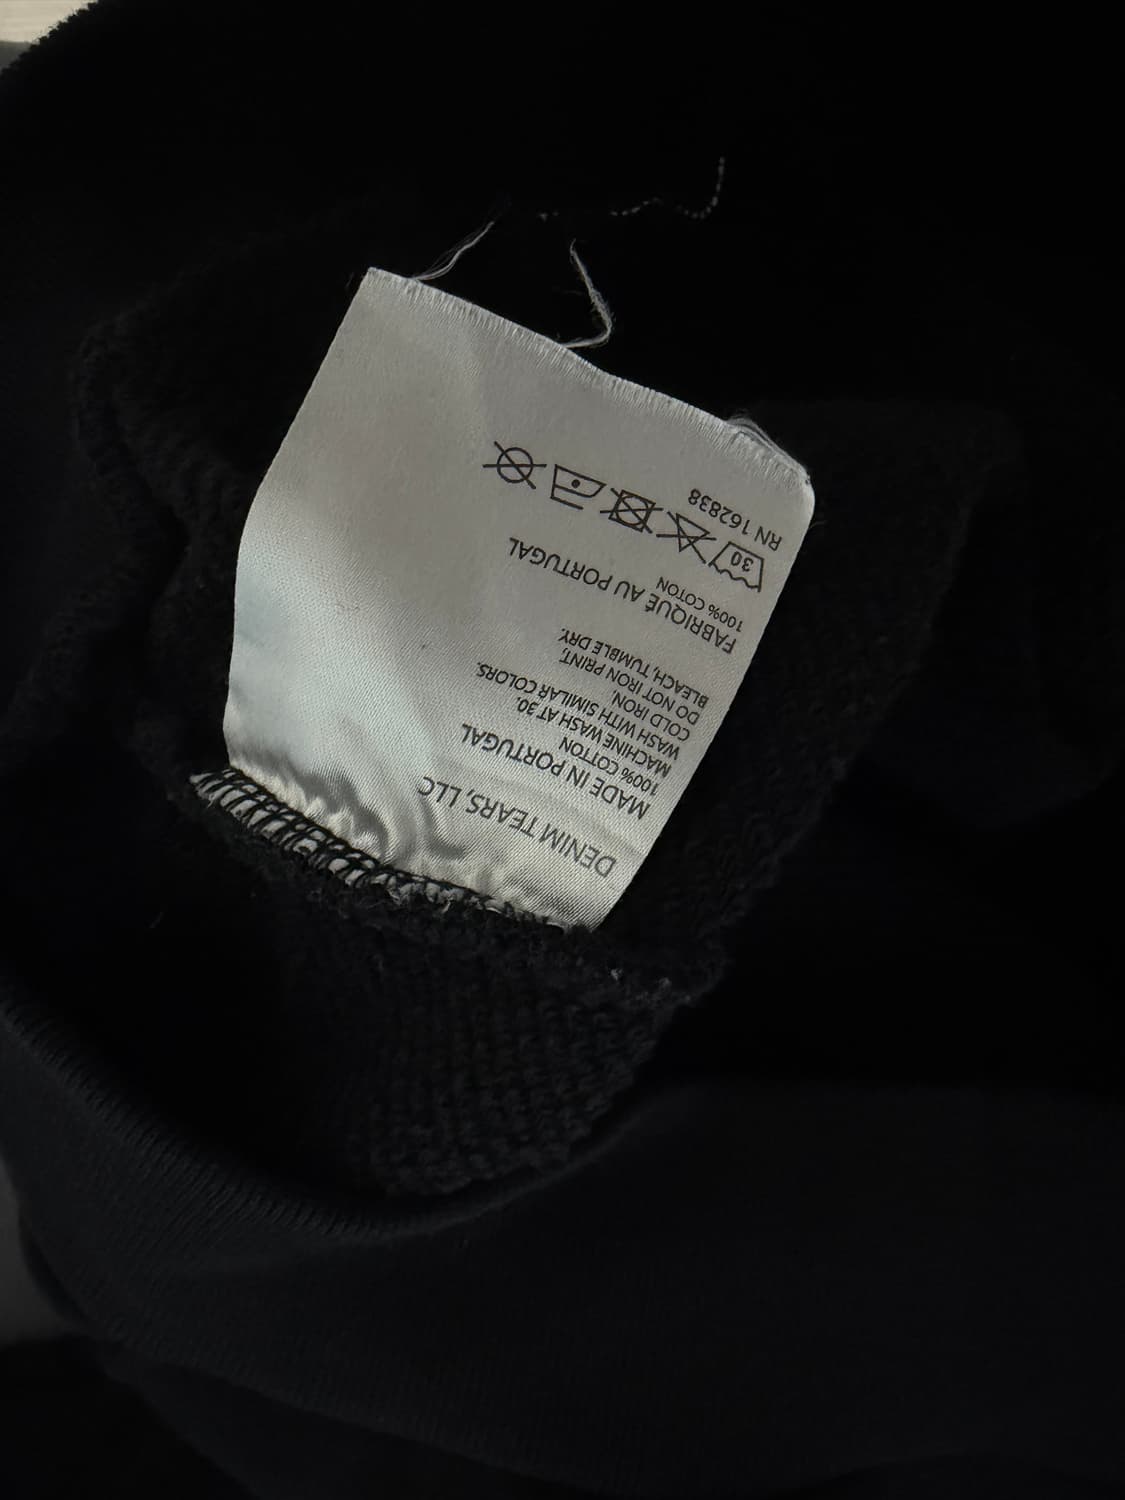 DENIM TEARS, LLC
MADE IN PORTUGAL
100% COTTON
MACHINE WASH AT 30,
WASH WITH SIMILAR COLORS.
COLD IRON,
DO NOT IRON PRINT,
BLEACH, TUMBLE DRY.
FABRIQUÉ AU PORTUGAL
100% COTON
30
RN 162838